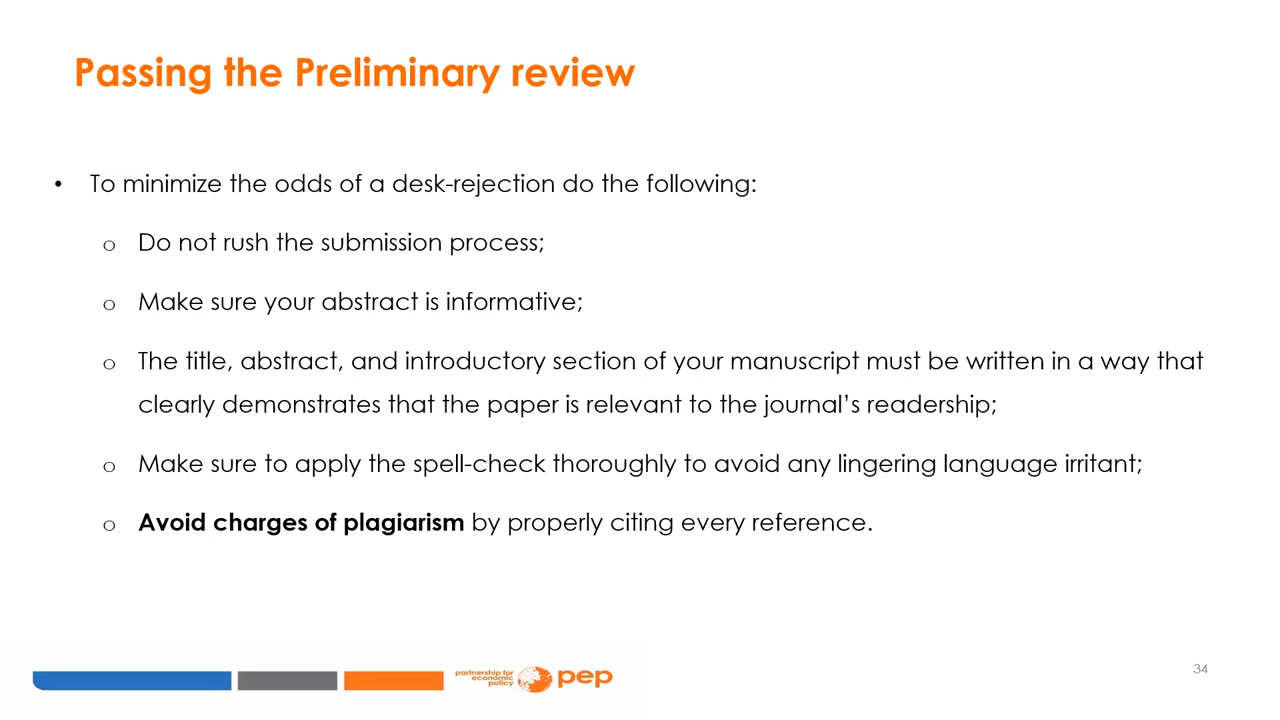 Passing the Preliminary review
• To minimize the odds of a desk-rejection do the following:
o Do not rush the submission process;
o Make sure your abstract is informative;
o The title, abstract, and introductory section of your manuscript must be written in a way that
clearly demonstrates that the paper is relevant to the journal’s readership;
o Make sure to apply the spell-check thoroughly to avoid any lingering language irritant;
o Avoid charges of plagiarism by properly citing every reference.
partnership for
economic
policy
pep
34